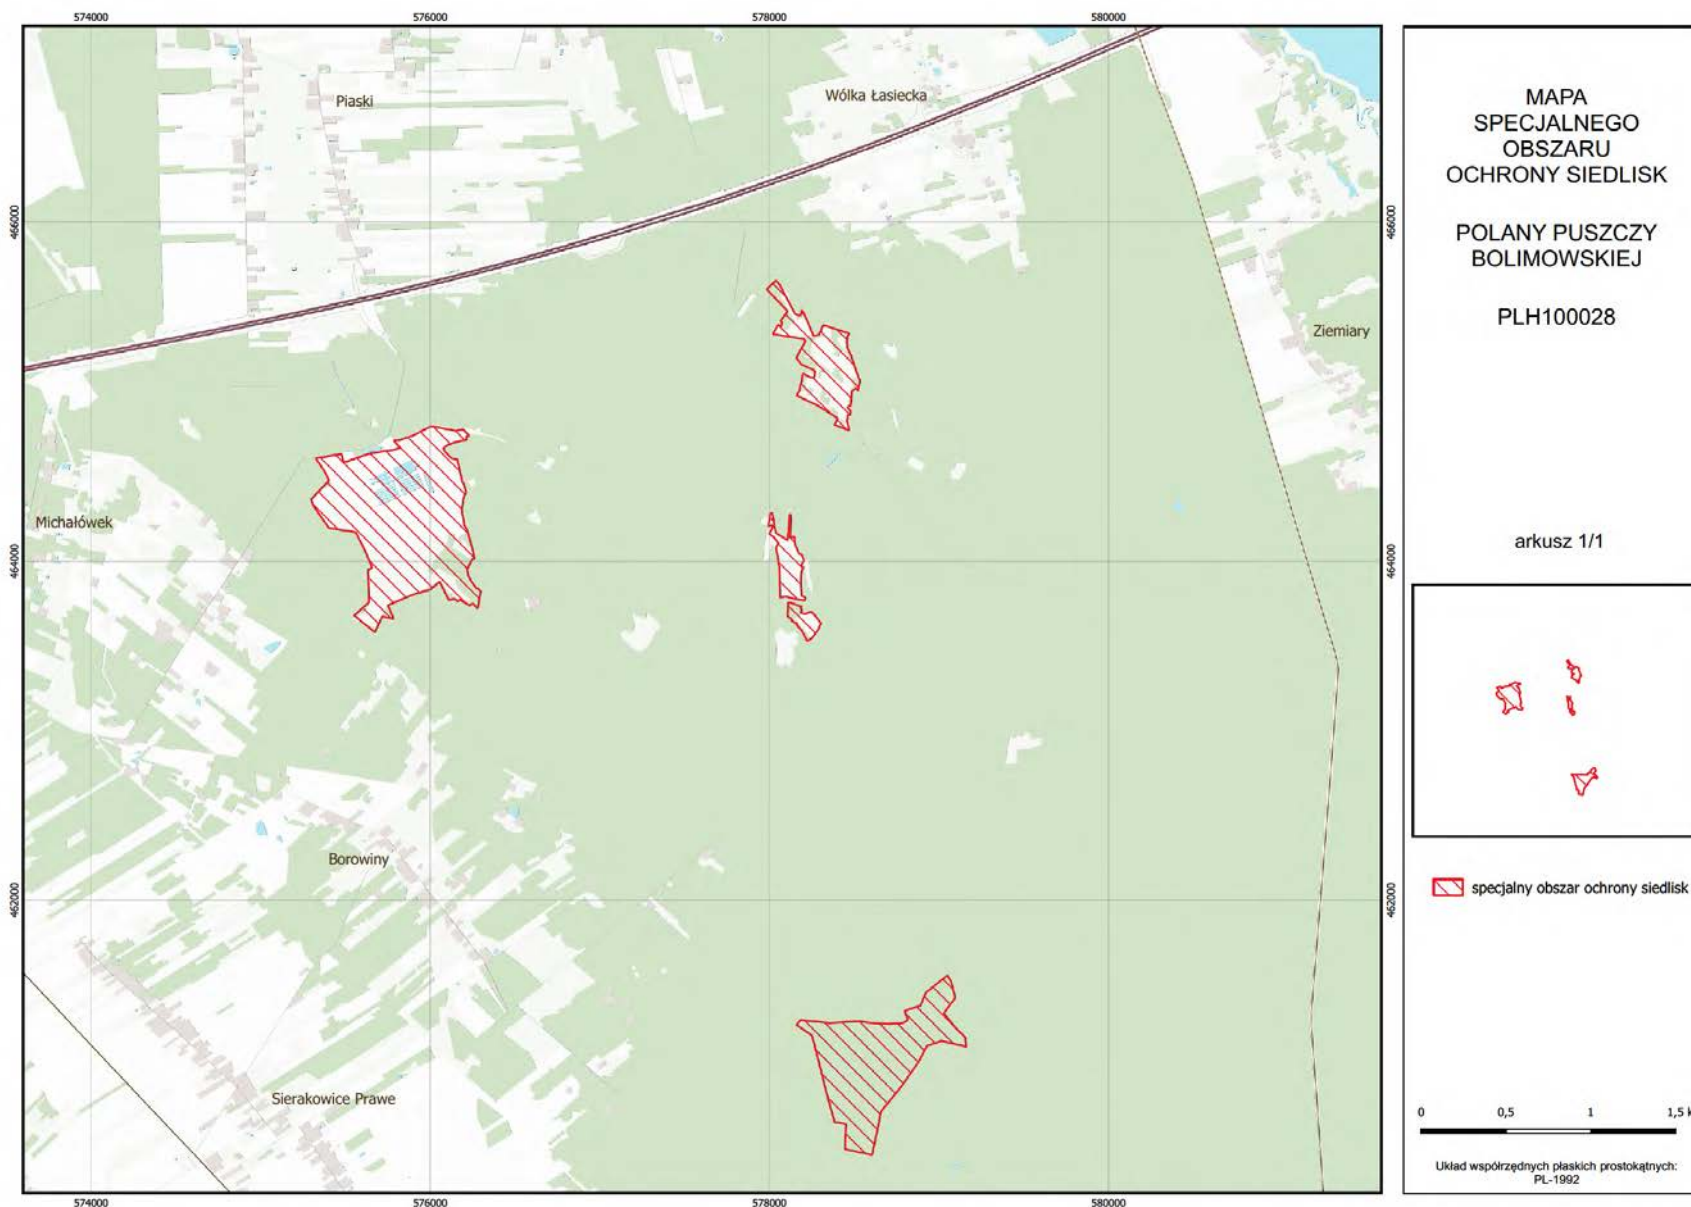 574000
576000
578000
580000
Piaski
Wólka Łasiecka
466000
466000
Ziemiary
Michałówek
464000
464000
Borowiny
462000
462000
Sierakowice Prawe
574000
576000
578000
580000
MAPA
SPECJALNEGO
OBSZARU
OCHRONY SIEDLISK
POLANY PUSZCZY
BOLIMOWSKIEJ
PLH100028
arkusz 1/1
specjalny obszar ochrony siedlisk
0 0,5 1 1,5 k
Układ współrzędnych płaskich prostokątnych:
PL-1992